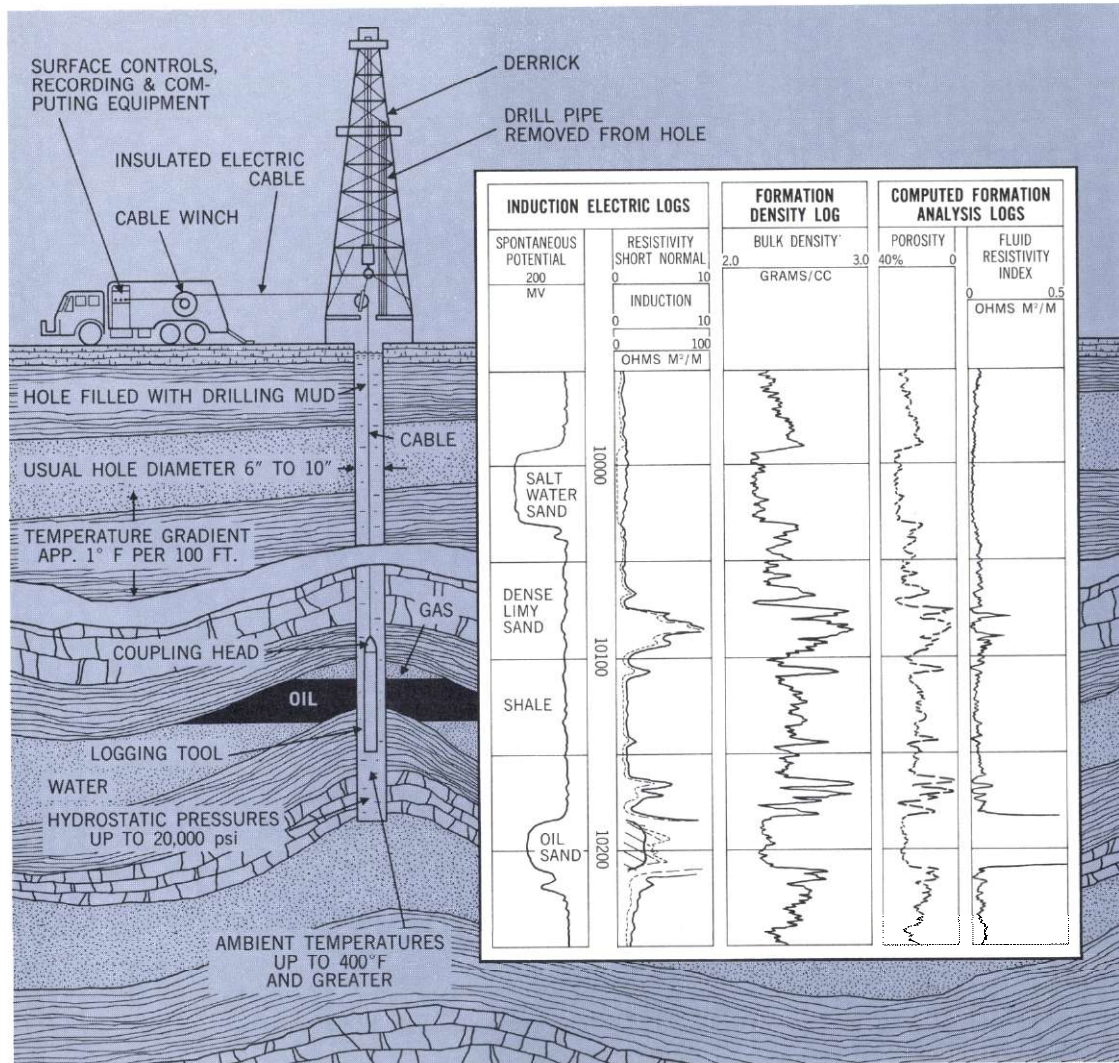 SURFACE CONTROLS,
RECORDING & COM-
PUTING EQUIPMENT
INSULATED ELECTRIC
CABLE
CABLE WINCH
DERRICK
DRILL PIPE
REMOVED FROM HOLE
HOLE FILLED WITH DRILLING MUD
CABLE
USUAL HOLE DIAMETER 6" TO 10"
TEMPERATURE GRADIENT
APP. 1° F PER 100 FT.
GAS
COUPLING HEAD
OIL
LOGGING TOOL
WATER
HYDROSTATIC PRESSURES
UP TO 20,000 psi
AMBIENT TEMPERATURES
UP TO 400°F
AND GREATER
INDUCTION ELECTRIC LOGS
SPONTANEOUS
POTENTIAL
200
MV
RESISTIVITY
SHORT NORMAL
0 10
INDUCTION
0 10
0 100
OHMS M²/M
FORMATION
DENSITY LOG
BULK DENSITY
2.0 3.0
GRAMS/CC
COMPUTED FORMATION
ANALYSIS LOGS
POROSITY
40% 0
FLUID
RESISTIVITY
INDEX
0 0.5
OHMS M²/M
10000
SALT
WATER
SAND
DENSE
LIMY
SAND
10100
SHALE
OIL
SAND
10200